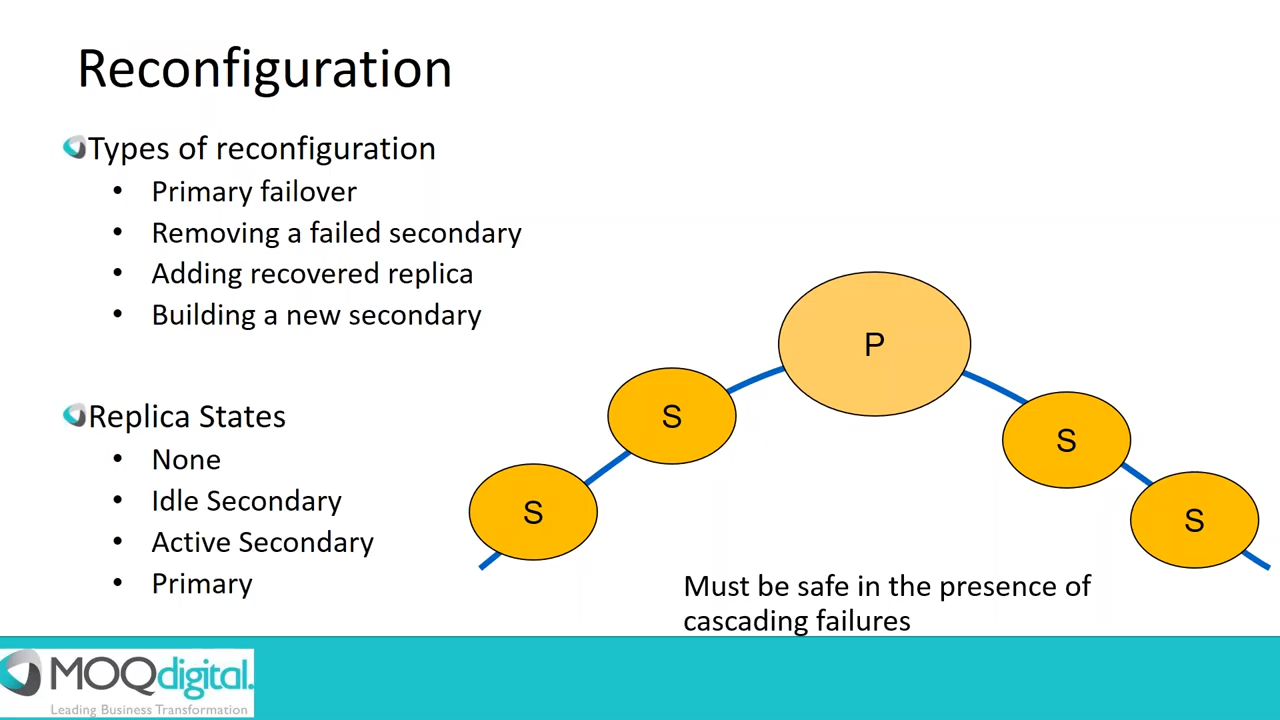 Reconfiguration
Types of reconfiguration
• Primary failover
• Removing a failed secondary
• Adding recovered replica
• Building a new secondary
Replica States
• None
• Idle Secondary
• Active Secondary
• Primary
P
S
S
S
S
Must be safe in the presence of
cascading failures
MOQdigital.
Leading Business Transformation